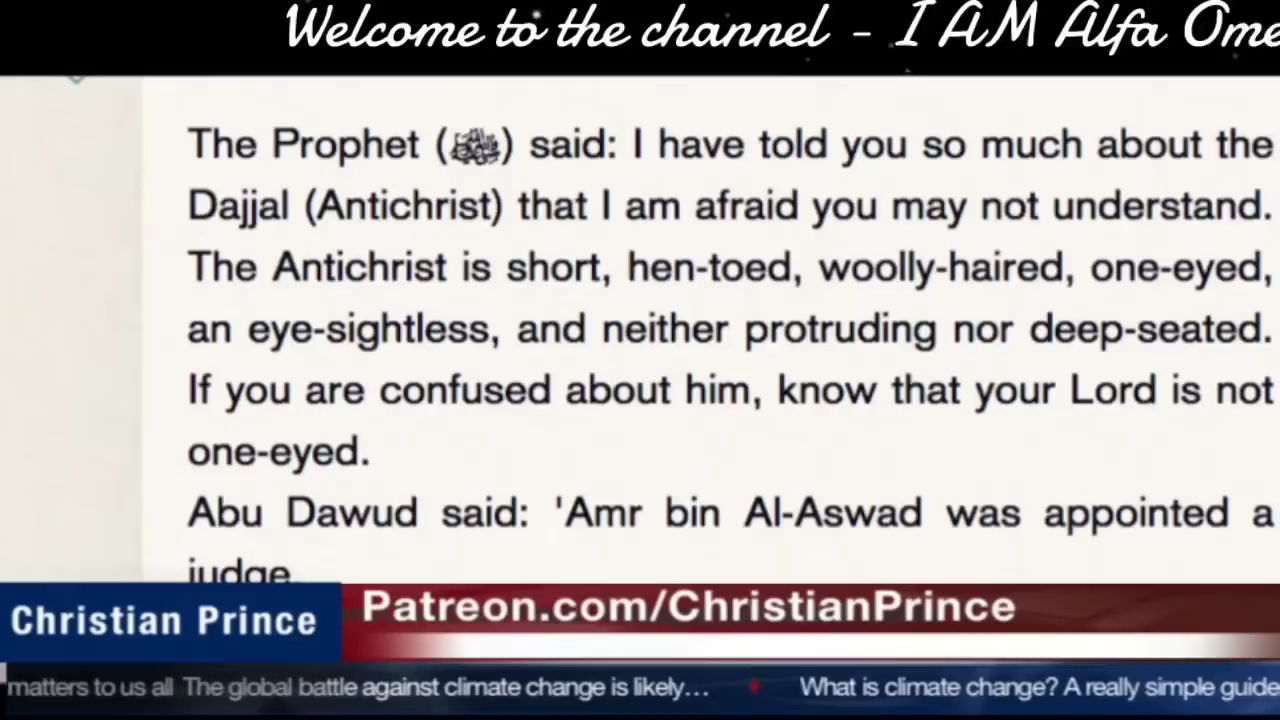 Welcome to the channel - I AM Alfa Ome
The Prophet (ﷺ) said: I have told you so much about the
Dajjal (Antichrist) that I am afraid you may not understand.
The Antichrist is short, hen-toed, woolly-haired, one-eyed,
an eye-sightless, and neither protruding nor deep-seated.
If you are confused about him, know that your Lord is not
one-eyed.
Abu Dawud said: 'Amr bin Al-Aswad was appointed a
judge.
Christian Prince
Patreon.com/ChristianPrince
matters to us all The global battle against climate change is likely... ♦ What is climate change? A really simple guide